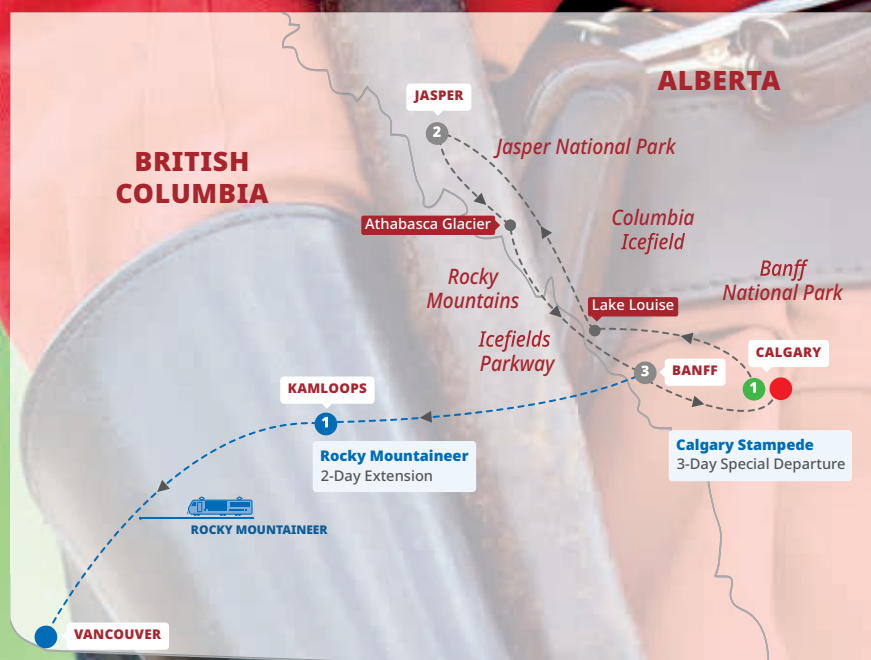 ALBERTA
JASPER
2
Jasper National Park
BRITISH
COLUMBIA
Athabasca Glacier
Columbia
Icefield
Rocky
Mountains
Banff
National Park
Lake Louise
Icefields
Parkway
CALGARY
1
3
BANFF
KAMLOOPS
1
Rocky Mountaineer
2-Day Extension
Calgary Stampede
3-Day Special Departure
ROCKY MOUNTAINEER
VANCOUVER